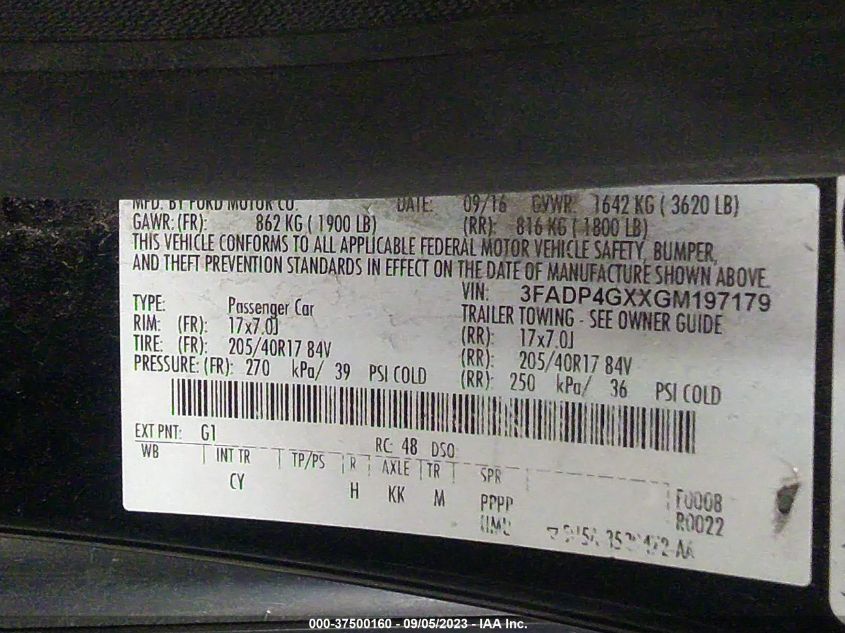 MFD. BY FORD MOTOR CO. DATE: 09/16 GVWR: 1642 KG ( 3620 LB)
GAWR: (FR): 862 KG ( 1900 LB) (RR): 816 KG ( 1800 LB)
THIS VEHICLE CONFORMS TO ALL APPLICABLE FEDERAL MOTOR VEHICLE SAFETY, BUMPER,
AND THEFT PREVENTION STANDARDS IN EFFECT ON THE DATE OF MANUFACTURE SHOWN ABOVE.
VIN: 3FADP4GXXGM197179
TYPE: Passenger Car TRAILER TOWING - SEE OWNER GUIDE
RIM: (FR): 17x7.0J (RR): 17x7.0J
TIRE: (FR): 205/40R17 84V (RR): 205/40R17 84V
PRESSURE: (FR): 270 kPa/ 39 PSI COLD (RR): 250 kPa/ 36 PSI COLD
EXT PNT: G1 RC: 48 DSO:
WB INT TR TP/PS R AXLE TR SPR
CY H KK M PPPP F0008
R0022
000-37500160 - 09/05/2023 - IAA Inc.